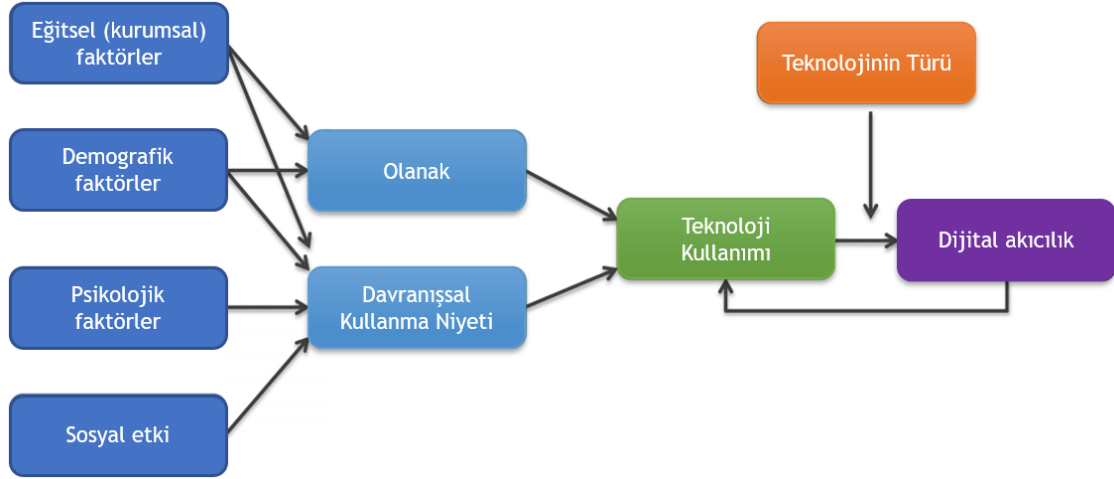 Eğitsel (kurumsal)
faktörler
Demografik
faktörler
Psikolojik
faktörler
Sosyal etki
Olanak
Davranışsal
Kullanma Niyeti
Teknoloji
Kullanımı
Teknolojinin Türü
Dijital akıcılık